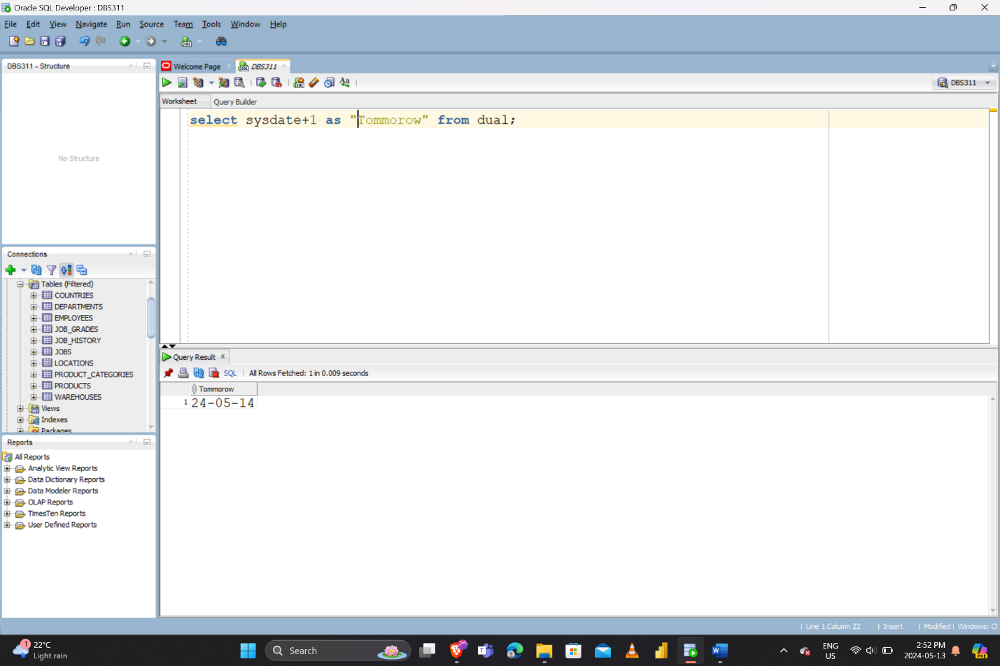 Oracle SQL Developer : DBS311
File Edit View Navigate Run Source Team Tools Window Help
DBS311 - Structure
No Structure
Welcome Page
DBS311
DBS311
Worksheet
Query Builder
select sysdate+1 as "Tommorow" from dual;
Connections
Tables (Filtered)
COUNTRIES
DEPARTMENTS
EMPLOYEES
JOB_GRADES
JOB_HISTORY
JOBS
LOCATIONS
PRODUCT_CATEGORIES
PRODUCTS
WAREHOUSES
Views
Indexes
Packages
Query Result
SQL | All Rows Fetched: 1 in 0.009 seconds
Tommorow
1 24-05-14
Reports
All Reports
Analytic View Reports
Data Dictionary Reports
Data Modeler Reports
OLAP Reports
TimesTen Reports
User Defined Reports
| Line 1 Column 22 | Insert | Modified | Windows:
1
22°C
Light rain
Search
ENG
US
2:52 PM
2024-05-13
PRE